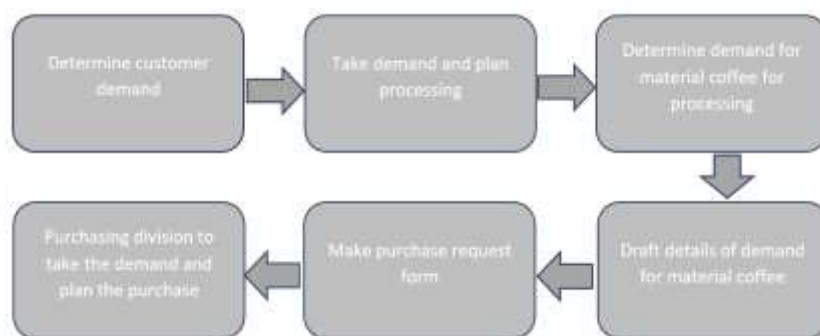 Determine customer
demand
Take demand and plan
processing
Determine demand for
material coffee for
processing
Draft details of demand
for material coffee
Make purchase request
form
Purchasing division to
take the demand and
plan the purchase